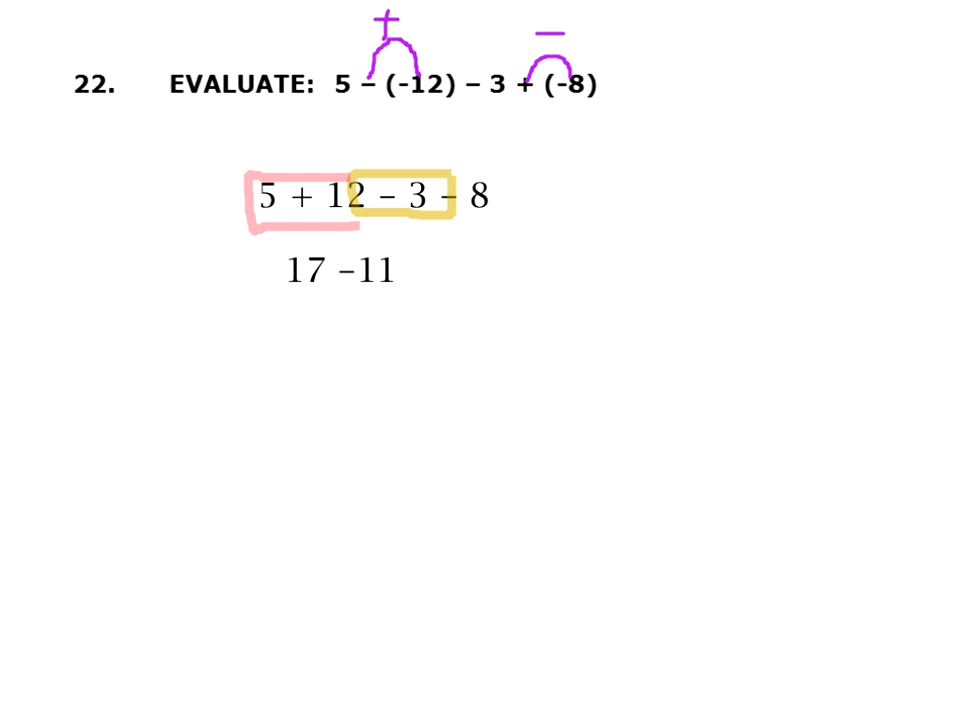 + −
22. EVALUATE: 5 – (-12) – 3 + (-8)
5 + 12 – 3 – 8
17 –11